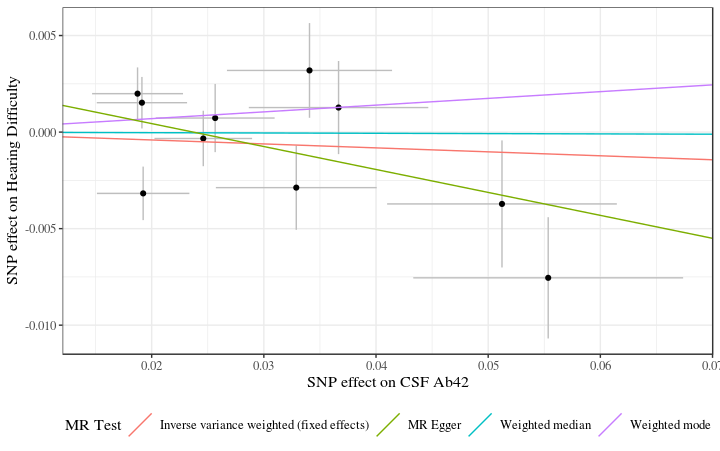 SNP effect on Hearing Difficulty
0.005
0.000
-0.005
-0.010
0.02 0.03 0.04 0.05 0.06 0.07
SNP effect on CSF Ab42
MR Test Inverse variance weighted (fixed effects) MR Egger Weighted median Weighted mode